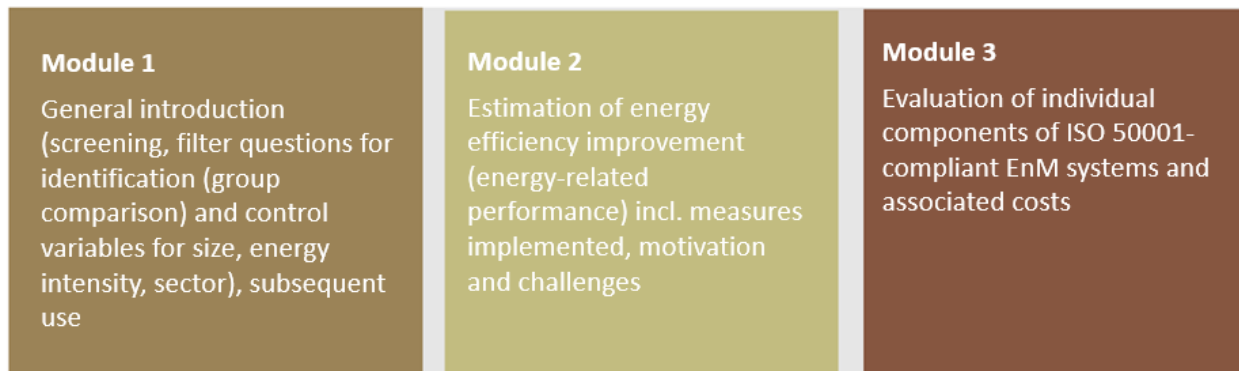 Module 1
General introduction
(screening, filter questions for
identification (group
comparison) and control
variables for size, energy
intensity, sector), subsequent
use
Module 2
Estimation of energy
efficiency improvement
(energy-related
performance) incl. measures
implemented, motivation
and challenges
Module 3
Evaluation of individual
components of ISO 50001-
compliant EnM systems and
associated costs